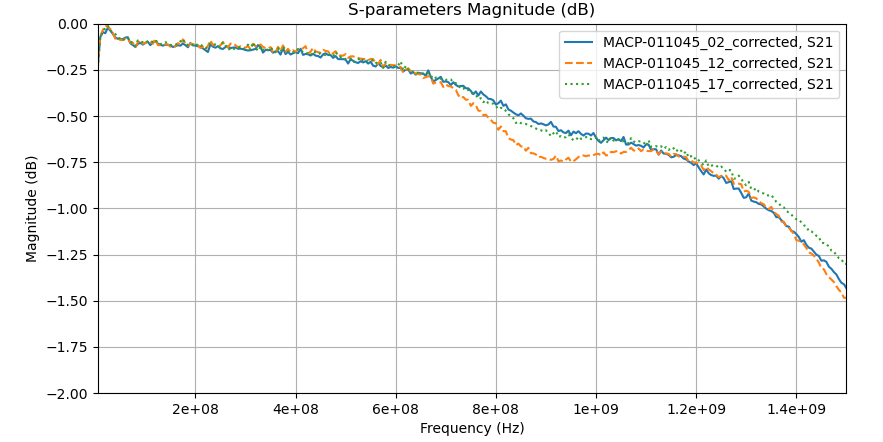 S-parameters Magnitude (dB)
0.00
−0.25
−0.50
−0.75
−1.00
−1.25
−1.50
−1.75
−2.00
Magnitude (dB)
MACP-011045_02_corrected, S21
MACP-011045_12_corrected, S21
MACP-011045_17_corrected, S21
2e+08 4e+08 6e+08 8e+08 1e+09 1.2e+09 1.4e+09
Frequency (Hz)